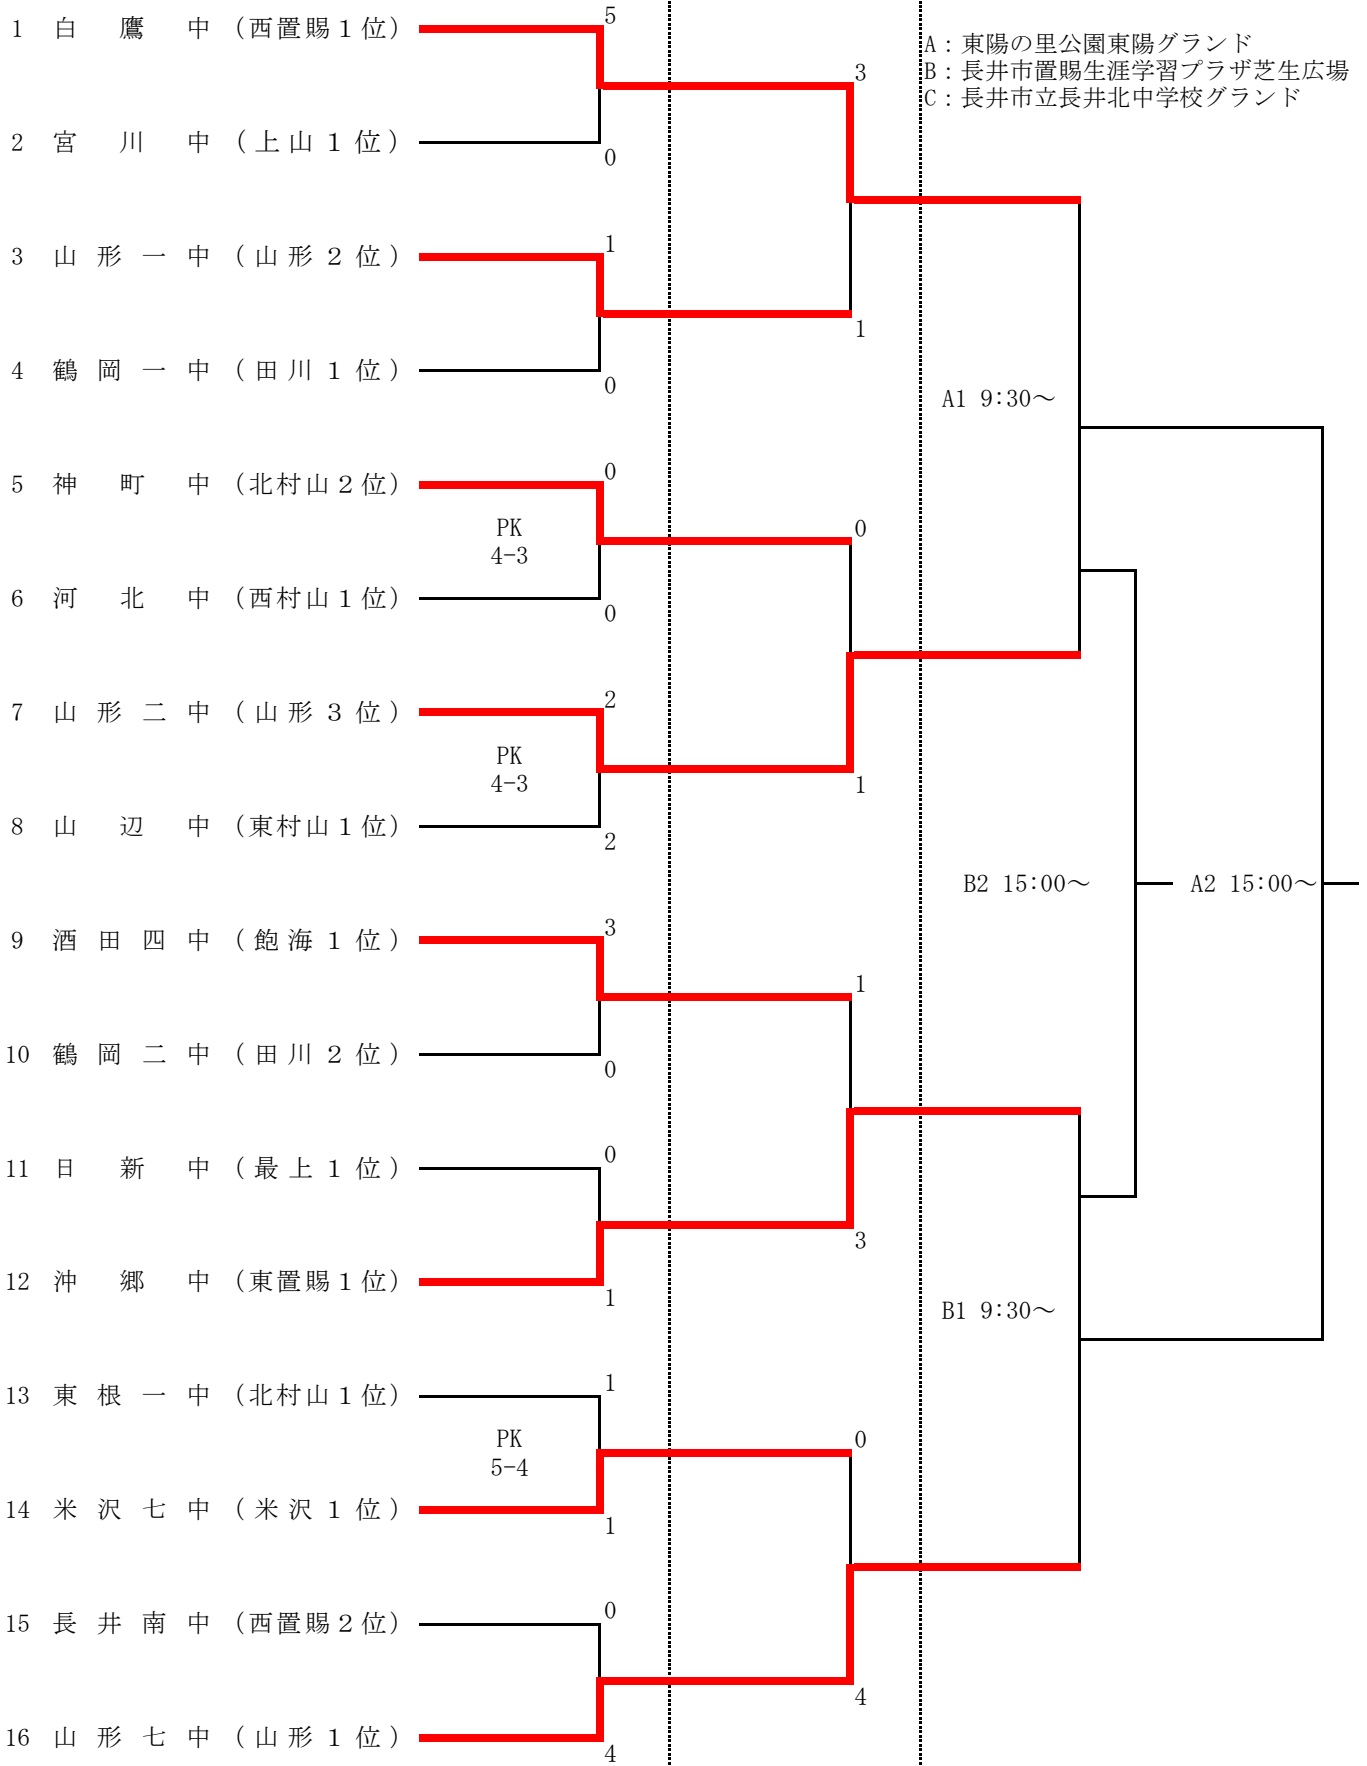 1 白鷹中 (西置賜1位) 5
A：東陽の里公園東陽グランド
B：長井市置賜生涯学習プラザ芝生広場
C：長井市立長井北中学校グランド
3
2 宮川中 (上山1位) 0
3 山形一中 (山形2位) 1
1
4 鶴岡一中 (田川1位) 0
A1 9:30～
5 神町中 (北村山2位) 0
PK
4-3
0
6 河北中 (西村山1位) 0
7 山形二中 (山形3位) 2
PK
4-3
1
8 山辺中 (東村山1位) 2
B2 15:00～ A2 15:00～
9 酒田四中 (飽海1位) 3
1
10 鶴岡二中 (田川2位) 0
11 日新中 (最上1位) 0
3
12 沖郷中 (東置賜1位) 1
B1 9:30～
13 東根一中 (北村山1位) 1
PK
5-4
0
14 米沢七中 (米沢1位) 1
15 長井南中 (西置賜2位) 0
4
16 山形七中 (山形1位) 4